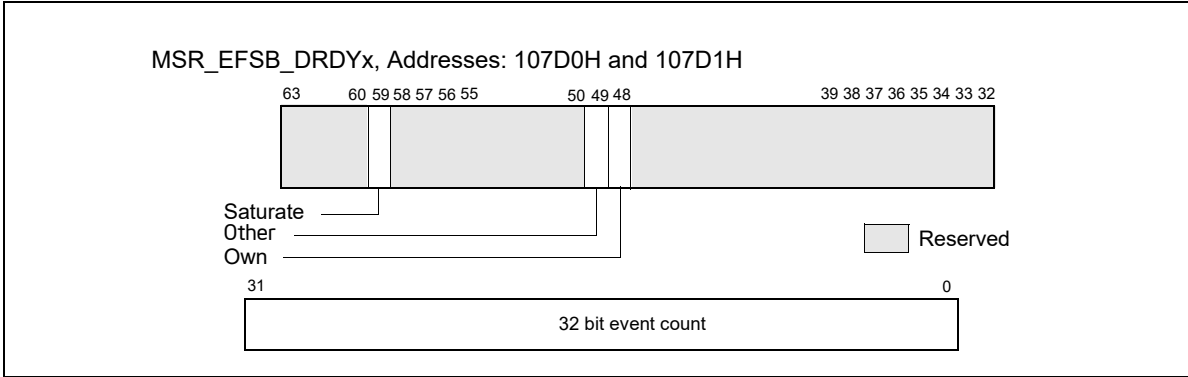 MSR_EFSB_DRDYx, Addresses: 107D0H and 107D1H
63 60 59 58 57 56 55 50 49 48 39 38 37 36 35 34 33 32
Saturate
Other
Own
Reserved
31 0
32 bit event count